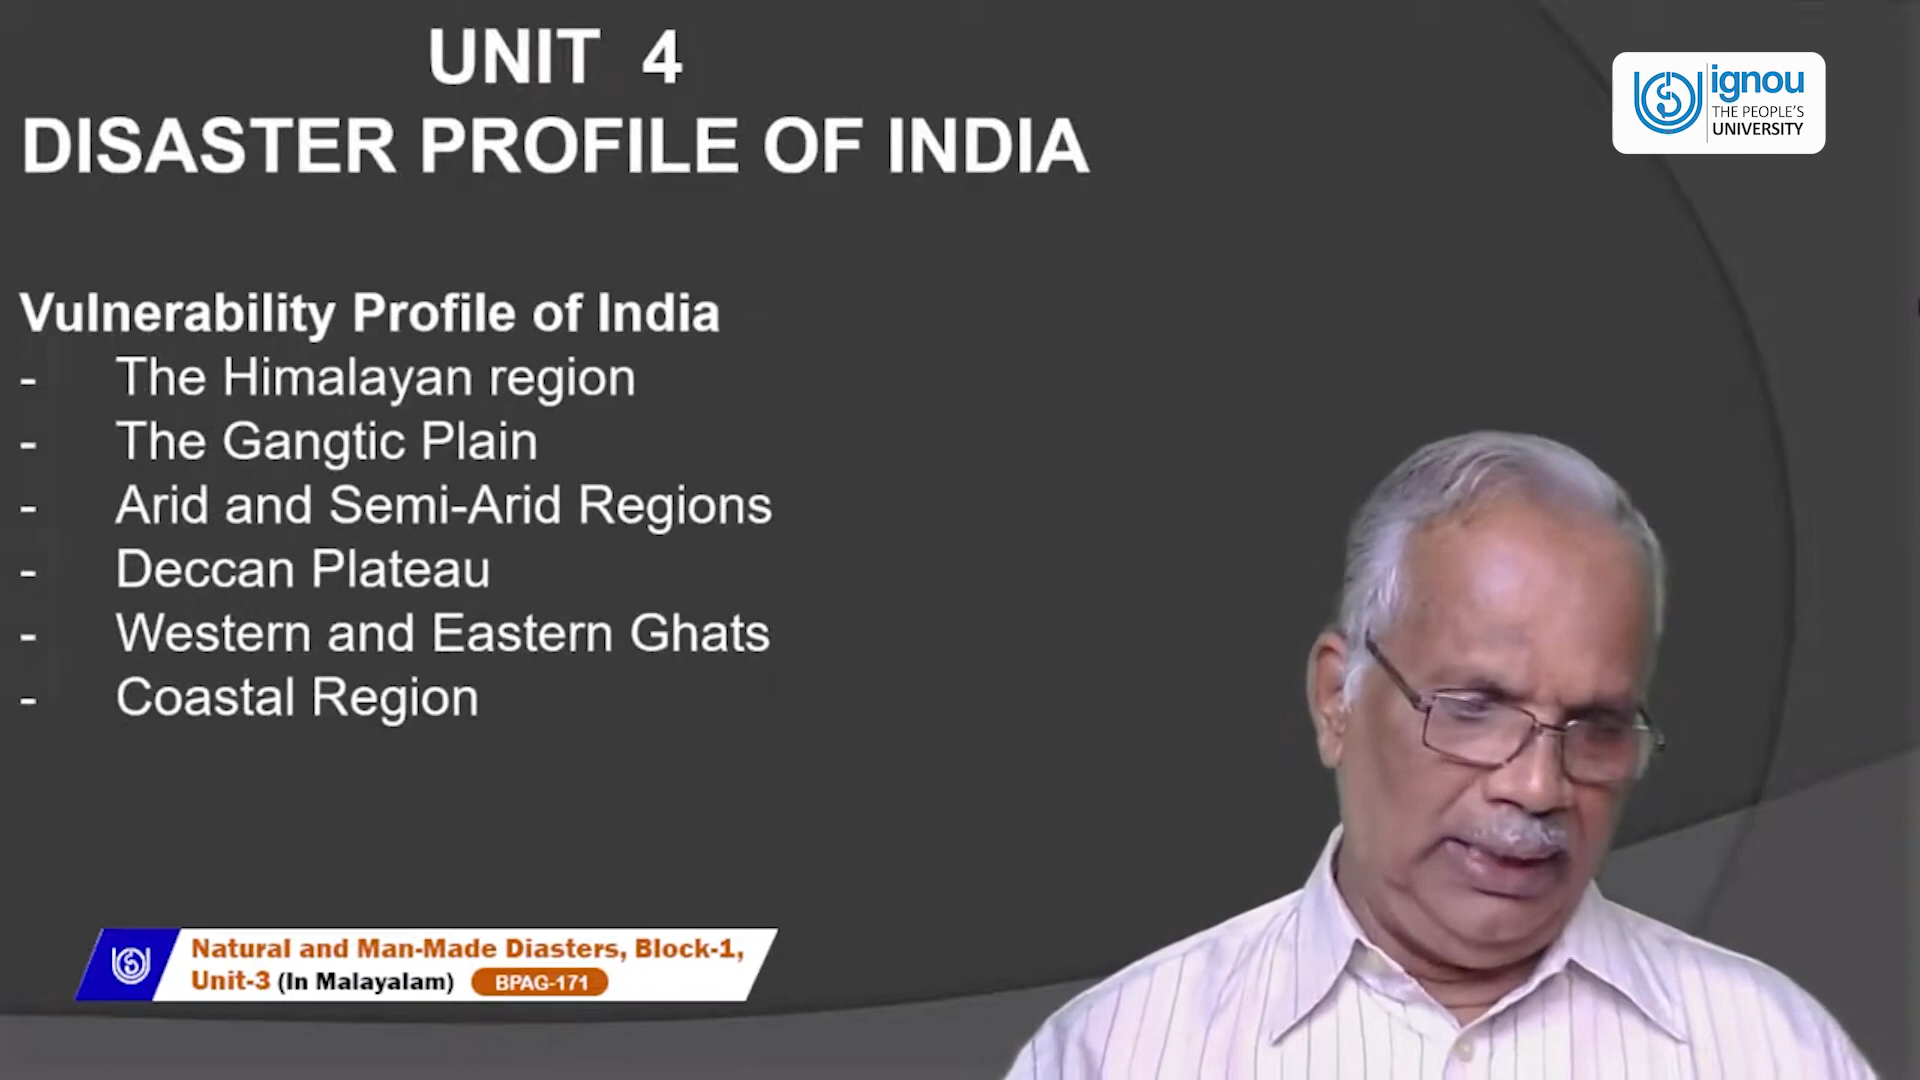 UNIT 4
DISASTER PROFILE OF INDIA
ignou
THE PEOPLE'S
UNIVERSITY
Vulnerability Profile of India
- The Himalayan region
- The Gangtic Plain
- Arid and Semi-Arid Regions
- Deccan Plateau
- Western and Eastern Ghats
- Coastal Region
Natural and Man-Made Diasters, Block-1,
Unit-3 (In Malayalam) BPAG-171